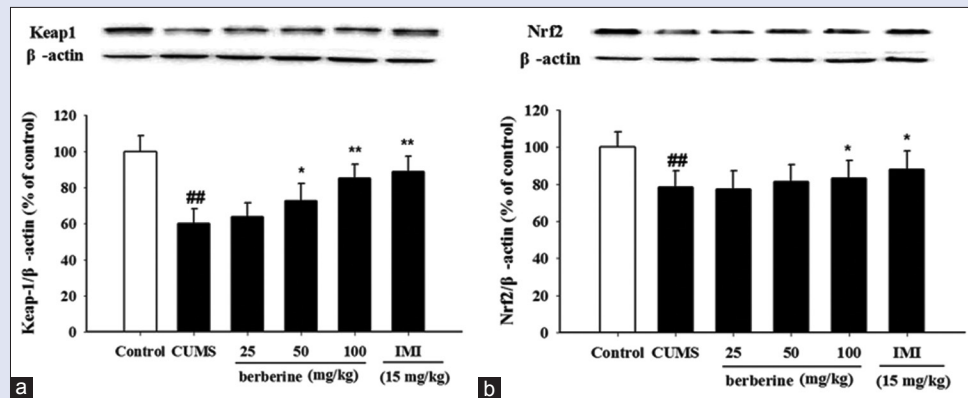 Keap1
β -actin
Keap-1/β -actin (% of control)
120
100
80
60
40
20
0
##
*
**
**
Control CUMS 25 50 100 IMI
berberine (mg/kg) (15 mg/kg)
a
Nrf2
β -actin
Nrf2/β -actin (% of control)
120
100
80
60
40
20
0
##
*
*
Control CUMS 25 50 100 IMI
berberine (mg/kg) (15 mg/kg)
b